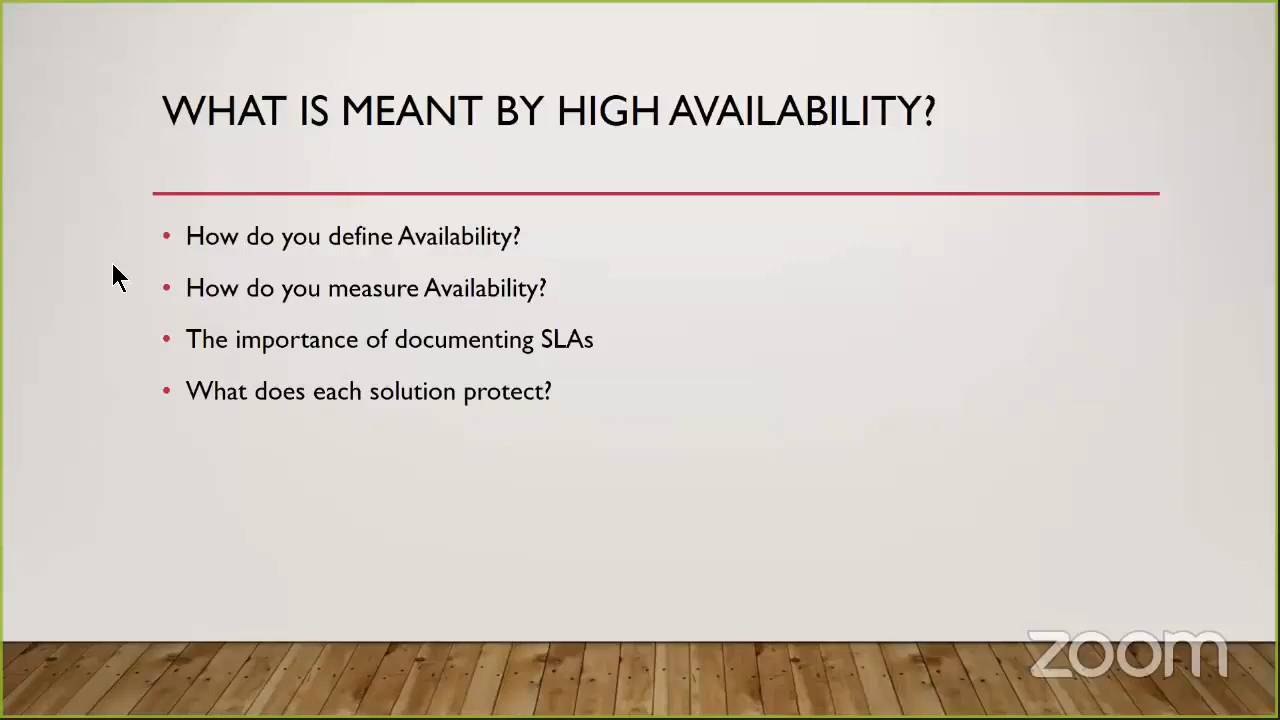 WHAT IS MEANT BY HIGH AVAILABILITY?
• How do you define Availability?
• How do you measure Availability?
• The importance of documenting SLAs
• What does each solution protect?
zoom